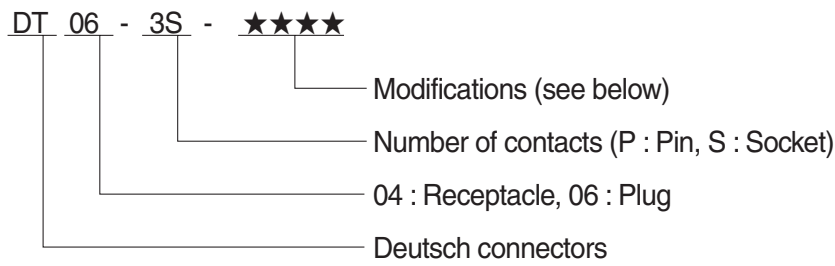 DT 06 - 3S - ★★★★
Modifications (see below)
Number of contacts (P : Pin, S : Socket)
04 : Receptacle, 06 : Plug
Deutsch connectors